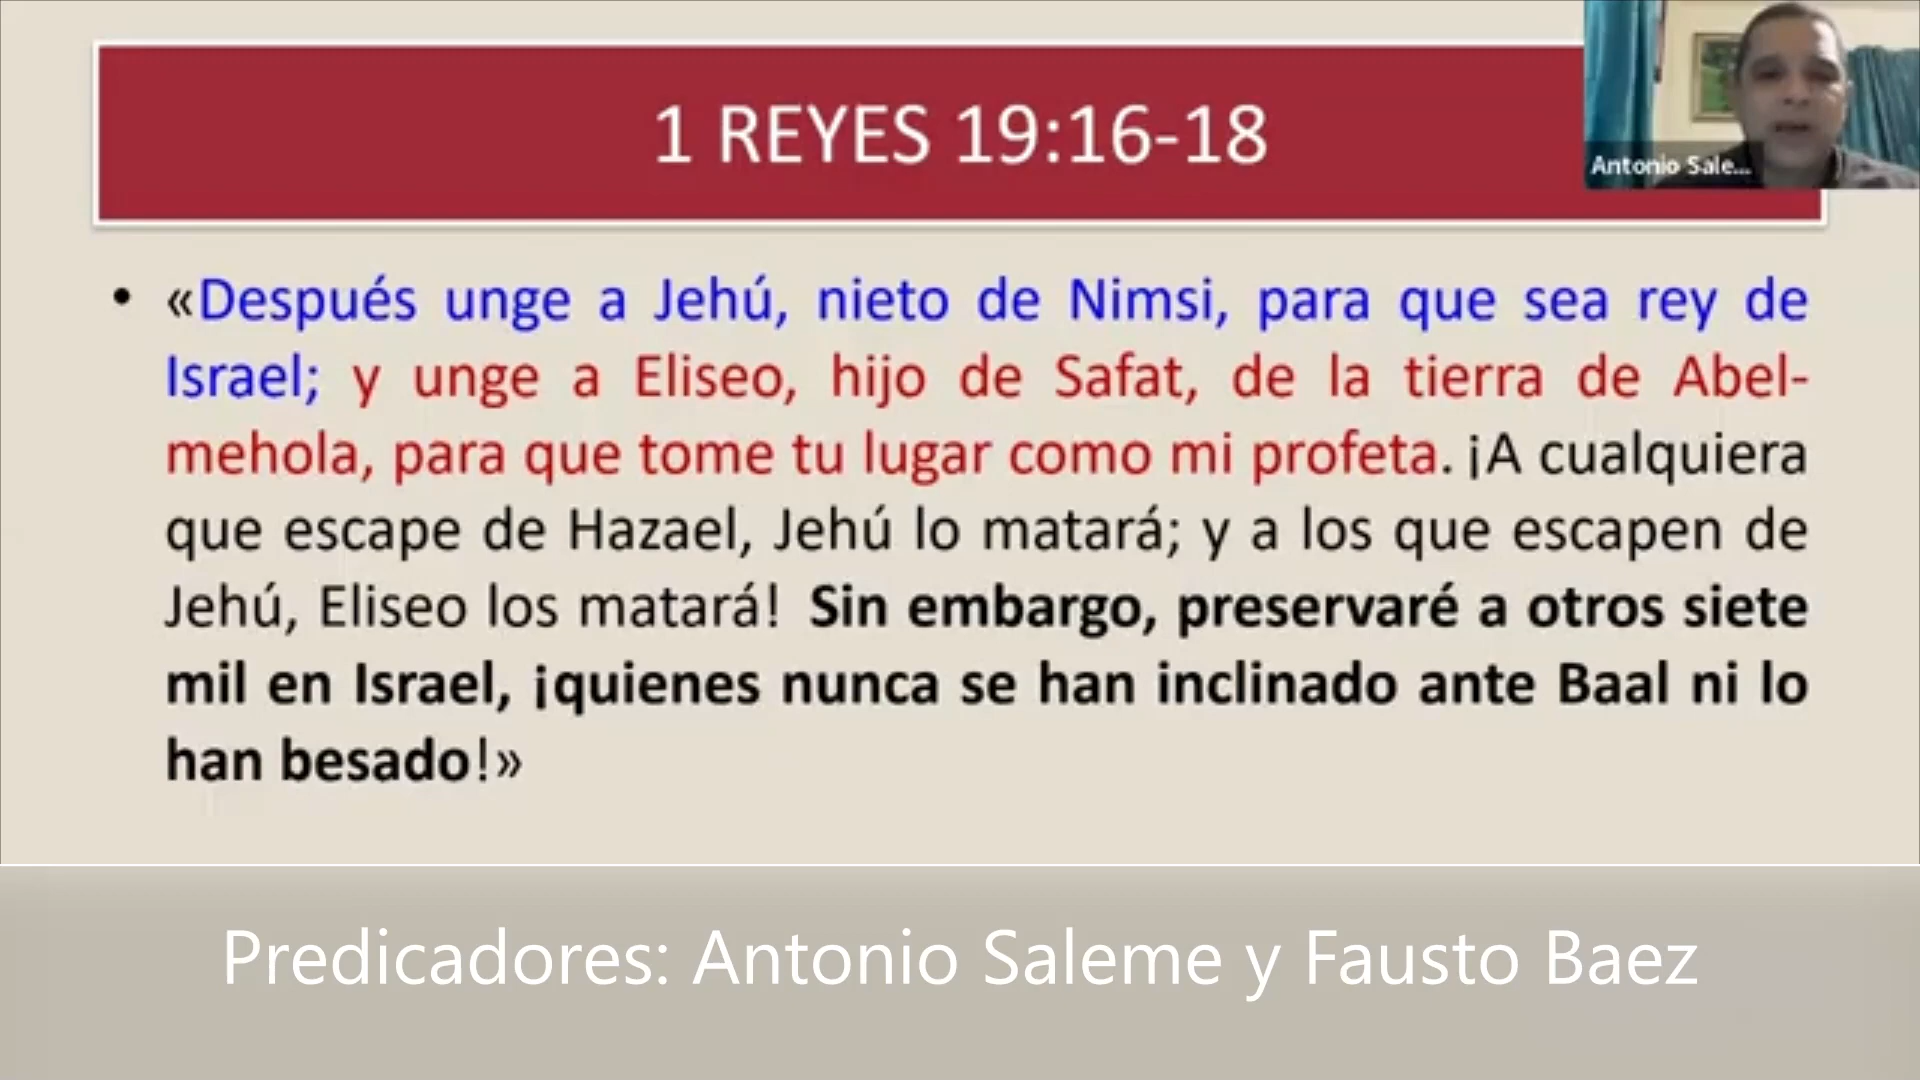 1 REYES 19:16-18
Antonio Sale...
• «Después unge a Jehú, nieto de Nimsi, para que sea rey de
Israel; y unge a Eliseo, hijo de Safat, de la tierra de Abel-
mehola, para que tome tu lugar como mi profeta. ¡A cualquiera
que escape de Hazael, Jehú lo matará; y a los que escapen de
Jehú, Eliseo los matará! Sin embargo, preservaré a otros siete
mil en Israel, ¡quienes nunca se han inclinado ante Baal ni lo
han besado!»
Predicadores: Antonio Saleme y Fausto Baez